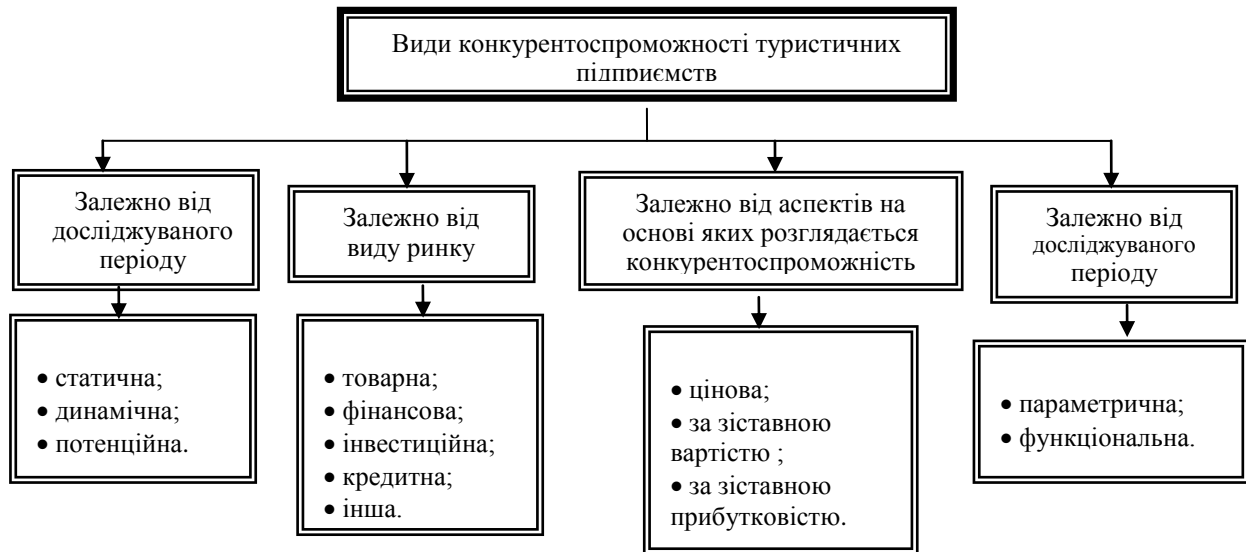 Види конкурентоспроможності туристичних
підприємств
Залежно від
досліджуваного
періоду
Залежно від
виду ринку
Залежно від аспектів на
основі яких розглядається
конкурентоспроможність
Залежно від
досліджуваного
періоду
• статична;
• динамічна;
• потенційна.
• товарна;
• фінансова;
• інвестиційна;
• кредитна;
• інша.
• цінова;
• за зіставною
вартістю ;
• за зіставною
прибутковістю.
• параметрична;
• функціональна.